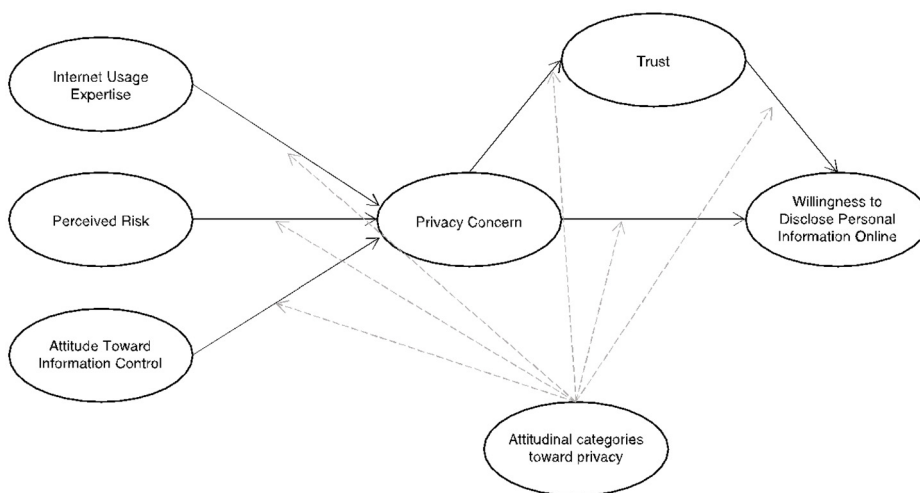 Internet Usage
Expertise
Trust
Perceived Risk
Privacy Concern
Willingness to
Disclose Personal
Information Online
Attitude Toward
Information Control
Attitudinal categories
toward privacy